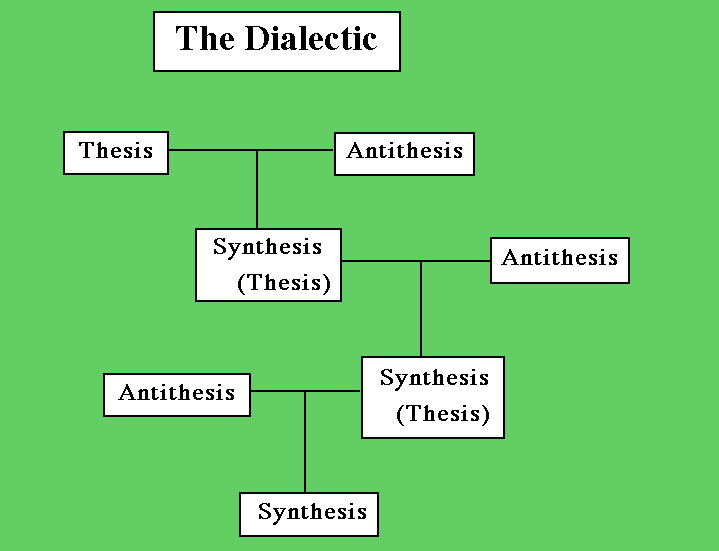 The Dialectic
Thesis
Antithesis
Synthesis
(Thesis)
Antithesis
Antithesis
Synthesis
(Thesis)
Synthesis